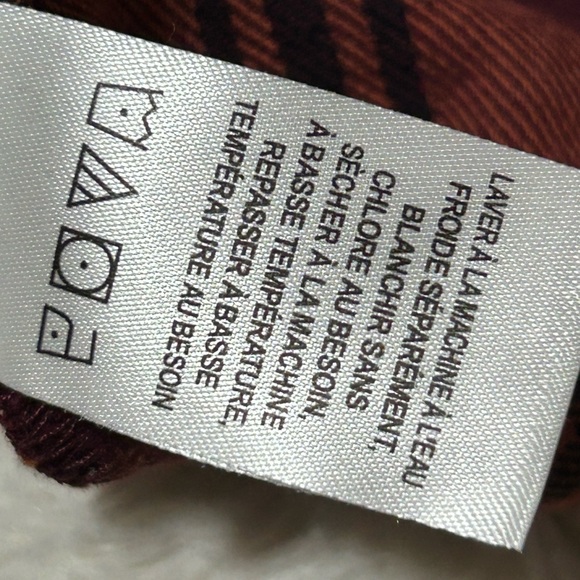 LAVER À LA MACHINE À L'EAU
FROIDE SÉPARÉMENT,
BLANCHIR SANS
CHLORE AU BESOIN,
SÉCHER À LA MACHINE
À BASSE TEMPÉRATURE,
REPASSER À BASSE
TEMPÉRATURE AU BESOIN